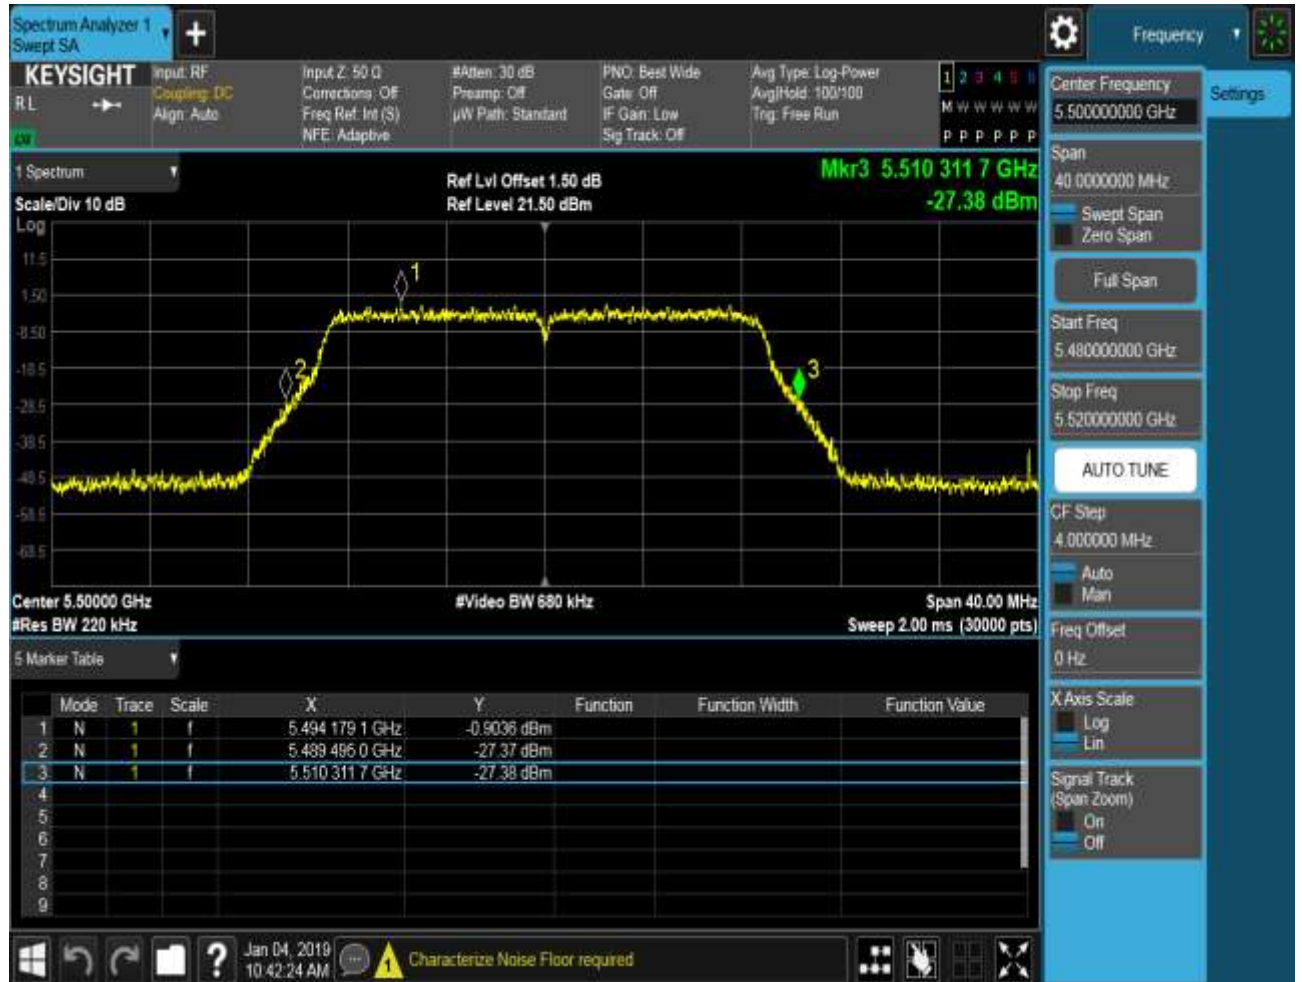 Spectrum Analyzer 1
Swept SA
+
Frequency
KEYSIGHT
RL
Input: RF
Coupling: DC
Align: Auto
Input Z: 50 Ω
Corrections: Off
Freq Ref: Int (S)
NFE: Adaptive
#Atten: 30 dB
Preamp: Off
µW Path: Standard
PNO: Best Wide
Gate: Off
IF Gain: Low
Sig Track: Off
Avg Type: Log-Power
Avg|Hold: 100/100
Trig: Free Run
1 2 3 4 5 6
M W W W W W
P P P P P P
1 Spectrum
Scale/Div 10 dB
Ref Lvl Offset 1.50 dB
Ref Level 21.50 dBm
Mkr3 5.510 311 7 GHz
-27.38 dBm
Log
11.5
1.50
-8.50
-18.5
-28.5
-38.5
-48.5
-58.5
-68.5
1
2
3
Center 5.50000 GHz
#Video BW 680 kHz
Span 40.00 MHz
#Res BW 220 kHz
Sweep 2.00 ms (30000 pts)
5 Marker Table
Mode Trace Scale X Y Function Function Width Function Value
1 N 1 f 5.494 179 1 GHz -0.9036 dBm
2 N 1 f 5.489 495 0 GHz -27.37 dBm
3 N 1 f 5.510 311 7 GHz -27.38 dBm
4
5
6
7
8
9
Jan 04, 2019
10:42:24 AM
Characterize Noise Floor required
Settings
Center Frequency
5.500000000 GHz
Span
40.0000000 MHz
Swept Span
Zero Span
Full Span
Start Freq
5.480000000 GHz
Stop Freq
5.520000000 GHz
AUTO TUNE
CF Step
4.000000 MHz
Auto
Man
Freq Offset
0 Hz
X Axis Scale
Log
Lin
Signal Track
(Span Zoom)
On
Off